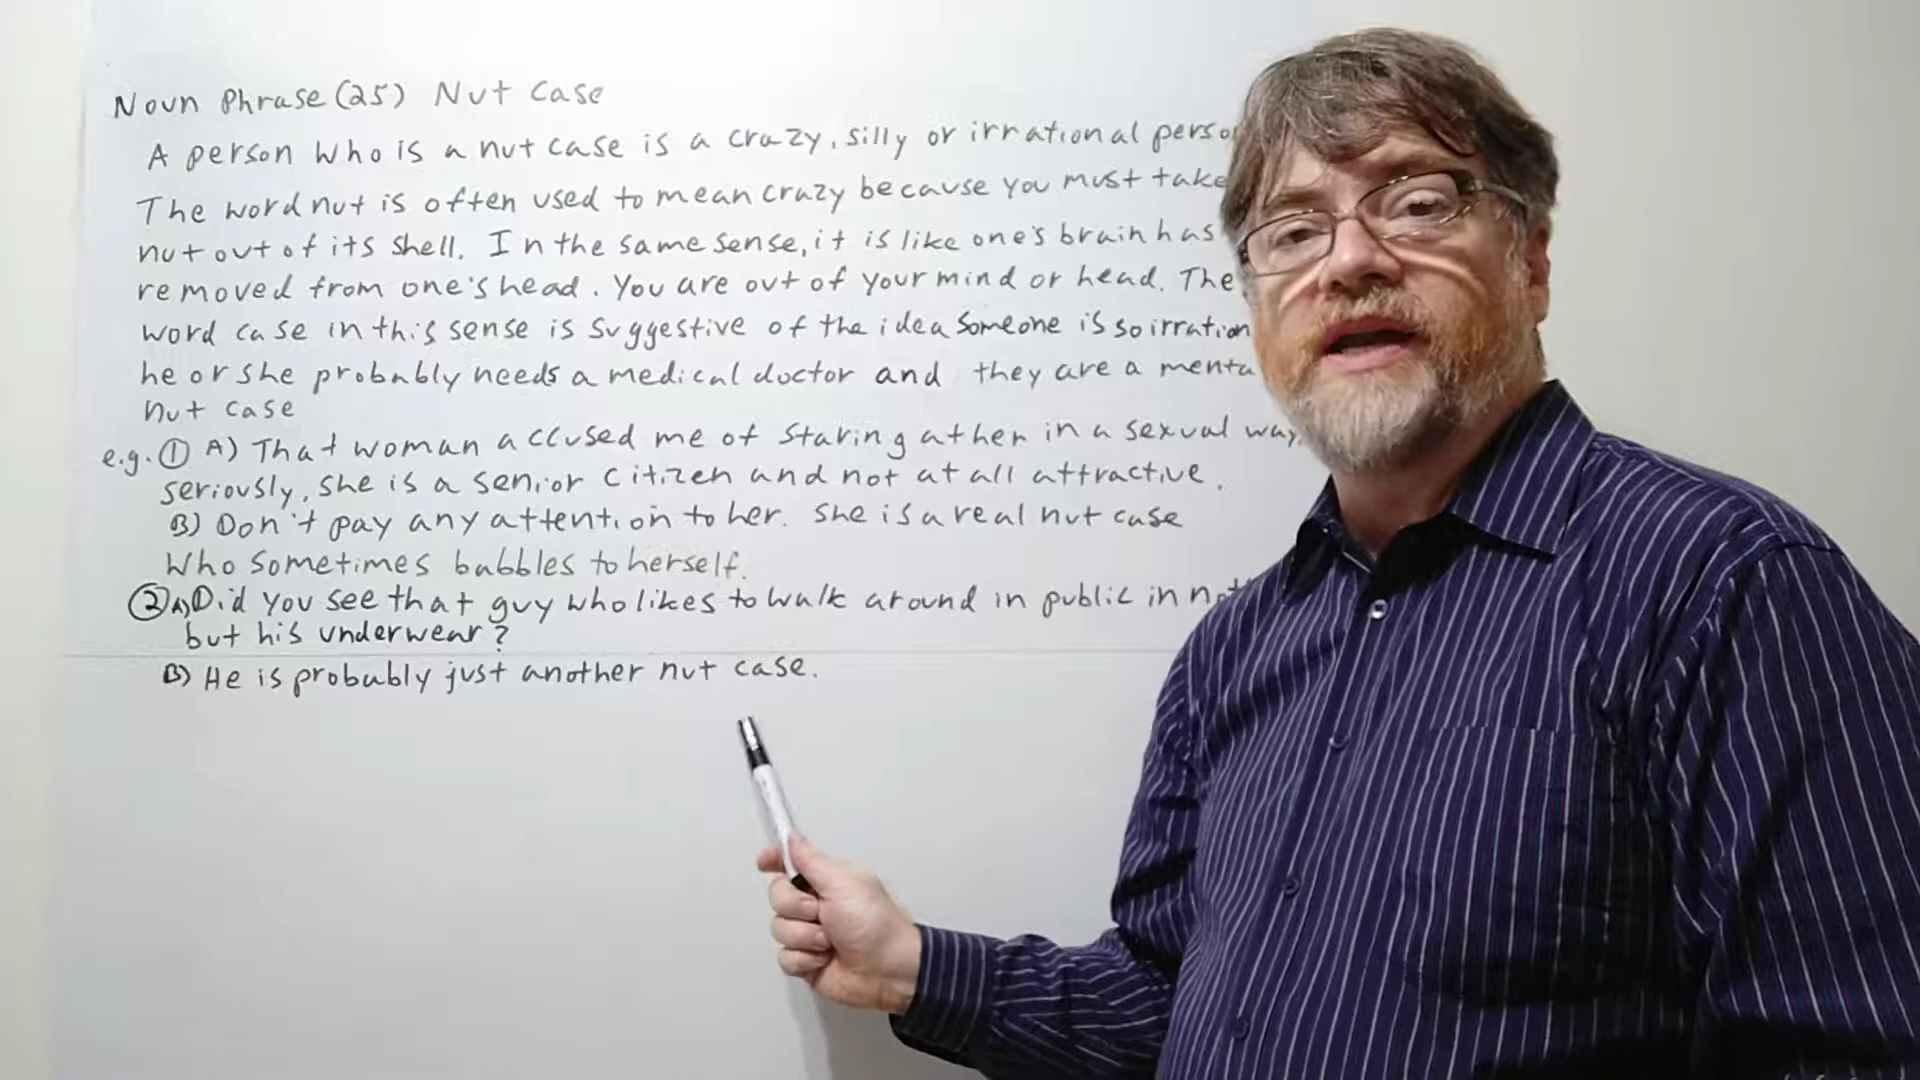 Noun Phrase (25) Nut Case
A person who is a nut case is a crazy, silly or irrational perso
The word nut is often used to mean crazy because you must take
nut out of its shell. In the same sense, it is like one's brain has
removed from one's head. You are out of your mind or head. The
word case in this sense is suggestive of the idea someone is so irration
he or she probably needs a medical doctor and they are a menta
nut case
e.g. ① A) That woman accused me of staring at her in a sexual way,
seriously, she is a senior citizen and not at all attractive.
B) Don't pay any attention to her. She is a real nut case
who sometimes babbles to herself.
② A) Did you see that guy who likes to walk around in public in not
but his underwear?
B) He is probably just another nut case.